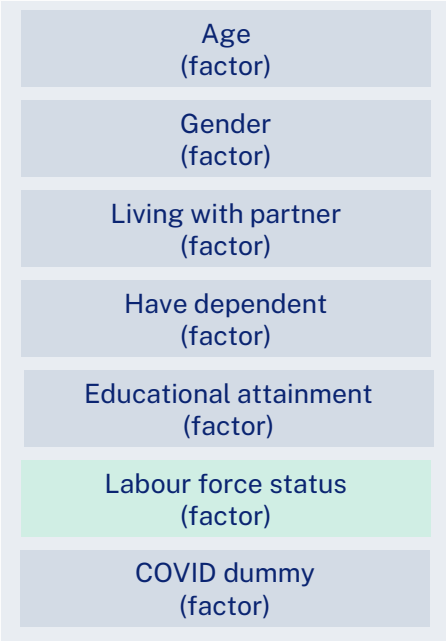 Age
(factor)
Gender
(factor)
Living with partner
(factor)
Have dependent
(factor)
Educational attainment
(factor)
Labour force status
(factor)
COVID dummy
(factor)